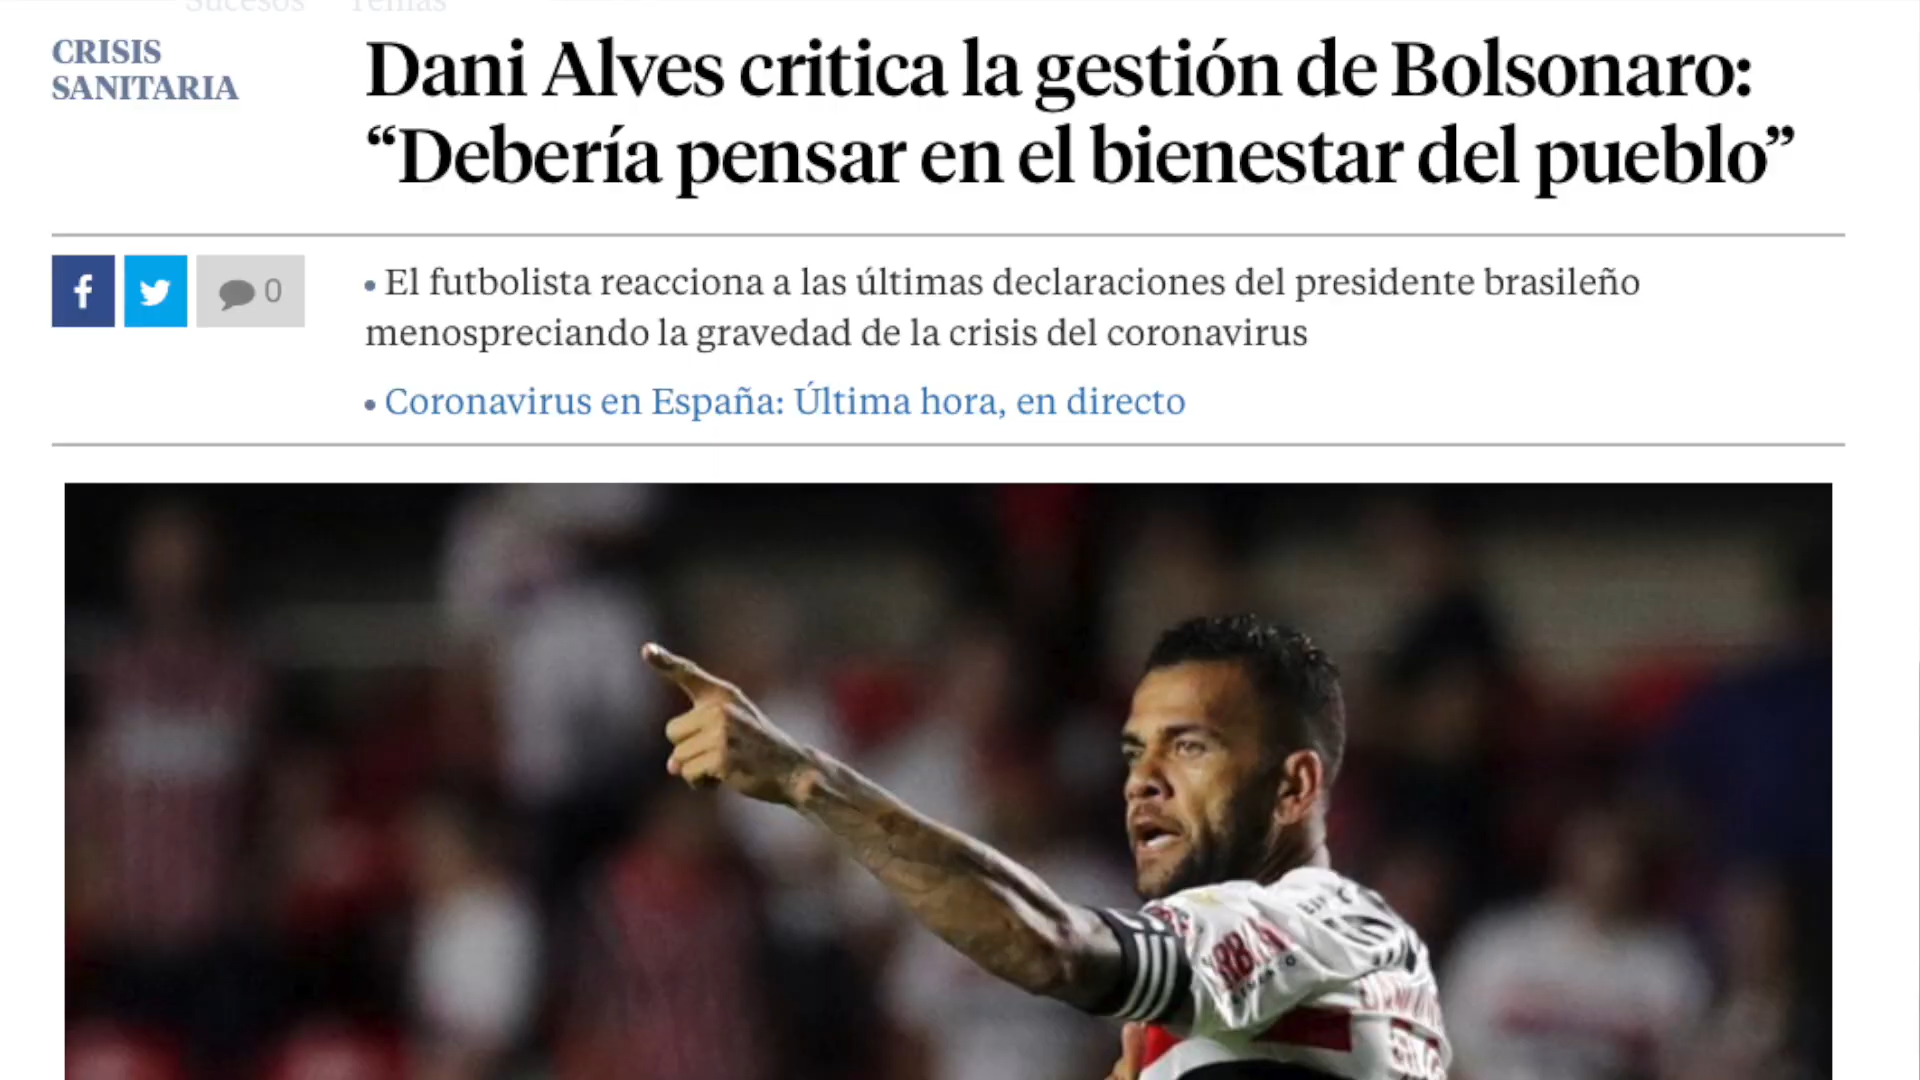 Sucesos Temas
CRISIS
SANITARIA
Dani Alves critica la gestión de Bolsonaro:
“Debería pensar en el bienestar del pueblo”
0
• El futbolista reacciona a las últimas declaraciones del presidente brasileño
menospreciando la gravedad de la crisis del coronavirus
• Coronavirus en España: Última hora, en directo